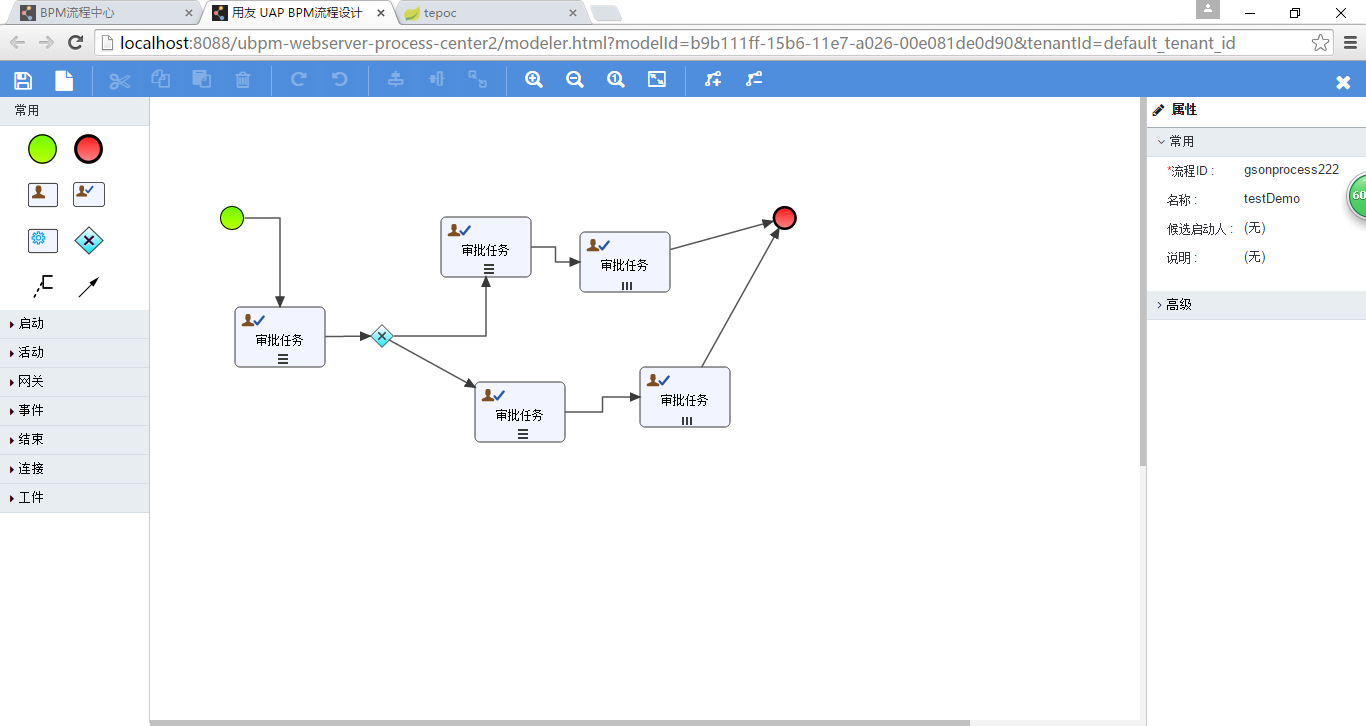 BPM流程中心
用友 UAP BPM流程设计
tepoc
localhost:8088/ubpm-webserver-process-center2/modeler.html?modelId=b9b111ff-15b6-11e7-a026-00e081de0d90&tenantId=default_tenant_id
常用
启动
活动
网关
事件
结束
连接
工件
审批任务
审批任务
审批任务
审批任务
审批任务
属性
常用
*流程ID : gsonprocess222
名称 : testDemo
候选启动人 : (无)
说明 : (无)
高级
60